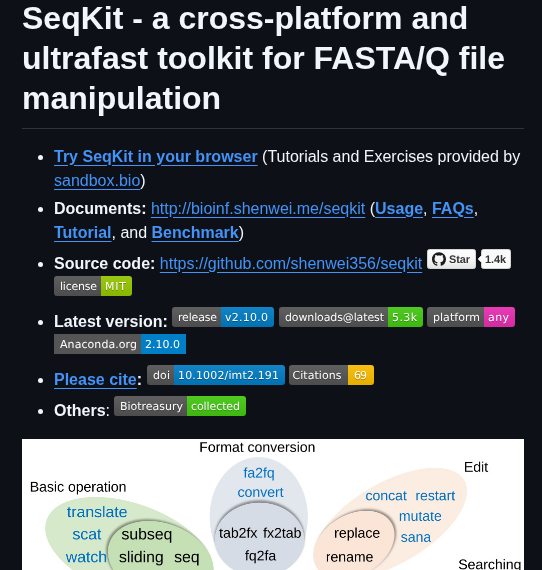 SeqKit - a cross-platform and
ultrafast toolkit for FASTA/Q file
manipulation
• Try SeqKit in your browser (Tutorials and Exercises provided by
sandbox.bio)
• Documents: http://bioinf.shenwei.me/seqkit (Usage, FAQs,
Tutorial, and Benchmark)
• Source code: https://github.com/shenwei356/seqkit Star 1.4k
license MIT
• Latest version: release v2.10.0 downloads@latest 5.3k platform any
Anaconda.org 2.10.0
• Please cite: doi 10.1002/imt2.191 Citations 69
• Others: Biotreasury collected
Format conversion
Basic operation
Edit
fa2fq
convert
tab2fx fx2tab
fq2fa
translate
scat subseq
watch sliding seq
concat restart
mutate
replace sana
rename
Searching